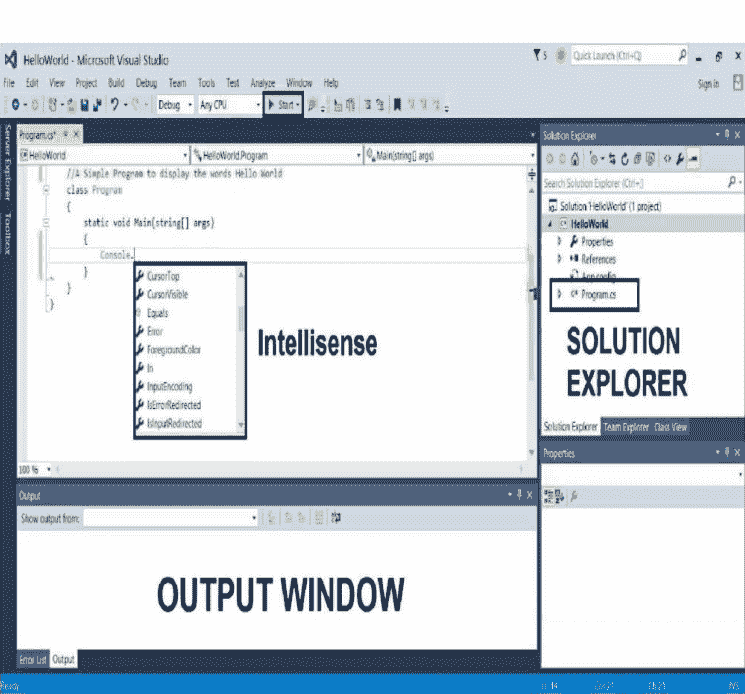 HelloWorld - Microsoft Visual Studio
5
Quick Launch (Ctrl+Q)
File Edit View Project Build Debug Team Tools Test Analyze Window Help
Sign in
Debug Any CPU Start
Server Explorer
Toolbox
Program.cs*
HelloWorld HelloWorld.Program Main(string[] args)
//A Simple Program to display the words Hello World
class Program
{
static void Main(string[] args)
{
Console.
}
}
}
CursorTop
CursorVisible
Equals
Error
ForegroundColor
In
InputEncoding
IsErrorRedirected
IsInputRedirected
Intellisense
100 %
Solution Explorer
Search Solution Explorer (Ctrl+;)
Solution 'HelloWorld' (1 project)
HelloWorld
Properties
References
App.config
Program.cs
SOLUTION
EXPLORER
Solution Explorer Team Explorer Class View
Properties
Output
Show output from:
OUTPUT WINDOW
Error List Output
Ready